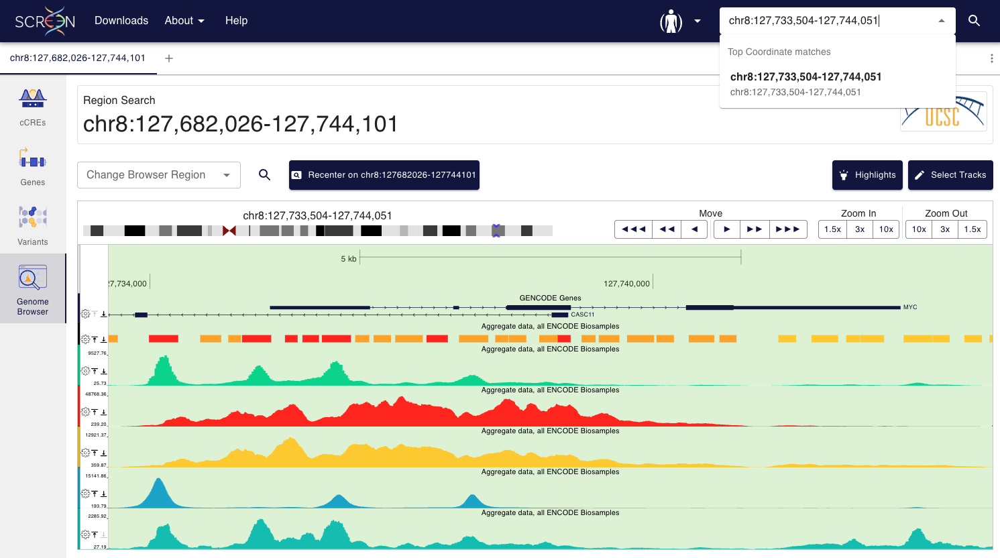 SCREEN
Downloads
About
Help
chr8:127,733,504-127,744,051
Top Coordinate matches
chr8:127,733,504-127,744,051
chr8:127,733,504-127,744,051
chr8:127,682,026-127,744,101
cCREs
Genes
Variants
Genome
Browser
Region Search
chr8:127,682,026-127,744,101
UCSC
Change Browser Region
Recenter on chr8:127682026-127744101
Highlights
Select Tracks
chr8:127,733,504-127,744,051
Move
Zoom In
1.5x
3x
10x
Zoom Out
10x
3x
1.5x
5 kb
27,734,000
127,740,000
GENCODE Genes
MYC
CASC11
Aggregate data, all ENCODE Biosamples
Aggregate data, all ENCODE Biosamples
9527.76
25.73
Aggregate data, all ENCODE Biosamples
48768.36
239.20
Aggregate data, all ENCODE Biosamples
12921.37
359.87
Aggregate data, all ENCODE Biosamples
15141.86
193.79
Aggregate data, all ENCODE Biosamples
2285.92
27.19